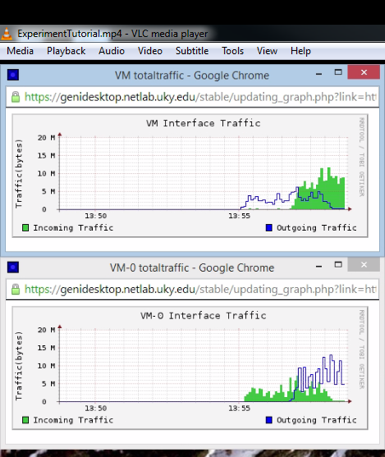 ExperimentTutorial.mp4 - VLC media player
Media Playback Audio Video Subtitle Tools View Help
VM totaltraffic - Google Chrome
https://genidesktop.netlab.uky.edu/stable/updating_graph.php?link=htt
VM Interface Traffic
RRDTOOL / TOBI OETIKER
Traffic(bytes)
20 M
15 M
10 M
5 M
0
13:50 13:55
Incoming Traffic Outgoing Traffic
VM-0 totaltraffic - Google Chrome
https://genidesktop.netlab.uky.edu/stable/updating_graph.php?link=htt
VM-0 Interface Traffic
RRDTOOL / TOBI OETIKER
Traffic(bytes)
20 M
15 M
10 M
5 M
0
13:50 13:55
Incoming Traffic Outgoing Traffic